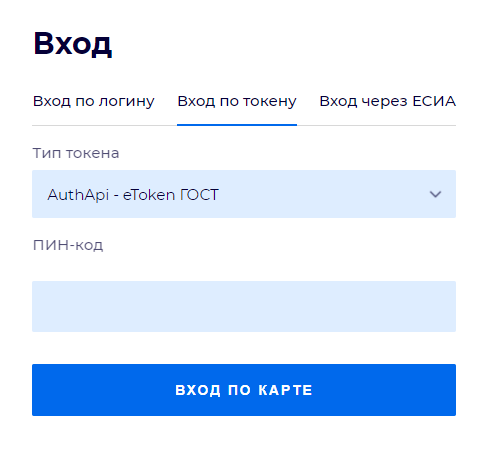 Вход
Вход по логину Вход по токену Вход через ЕСИА
Тип токена
AuthApi - eToken ГОСТ
ПИН-код
ВХОД ПО КАРТЕ